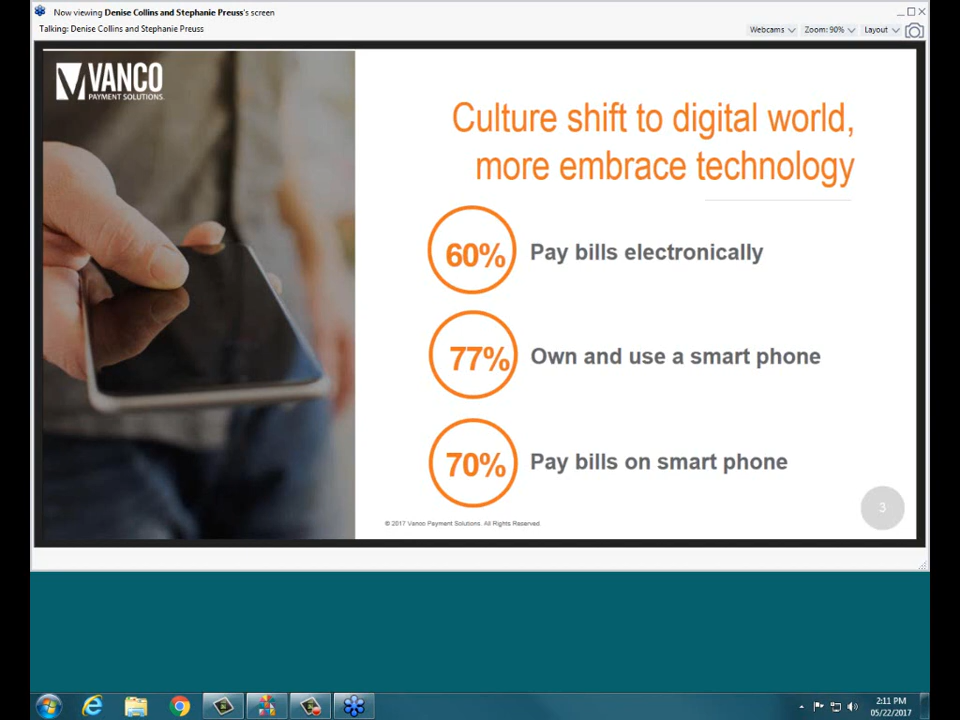 Now viewing Denise Collins and Stephanie Preuss's screen
Talking: Denise Collins and Stephanie Preuss
Webcams
Zoom: 90%
Layout
VANCO
PAYMENT SOLUTIONS.
Culture shift to digital world,
more embrace technology
60% Pay bills electronically
77% Own and use a smart phone
70% Pay bills on smart phone
© 2017 Vanco Payment Solutions. All Rights Reserved
3
2:11 PM
05/22/2017